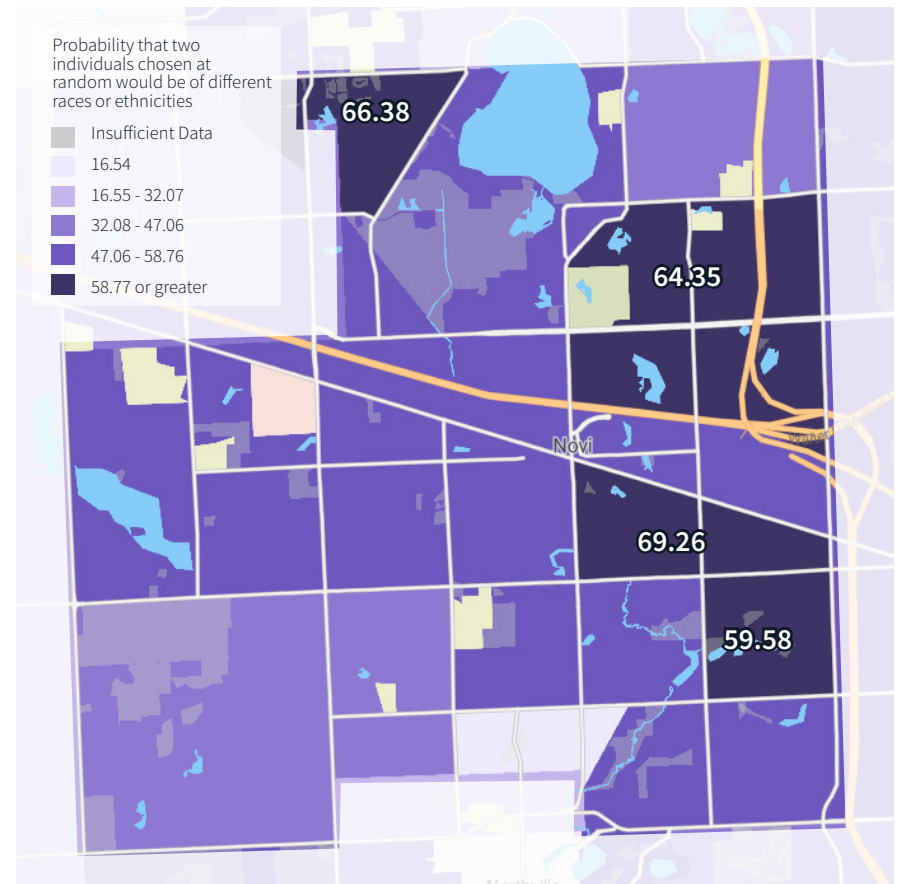 Probability that two
individuals chosen at
random would be of different
races or ethnicities
Insufficient Data
16.54
16.55 - 32.07
32.08 - 47.06
47.06 - 58.76
58.77 or greater
66.38
64.35
Novi
69.26
59.58
Northville